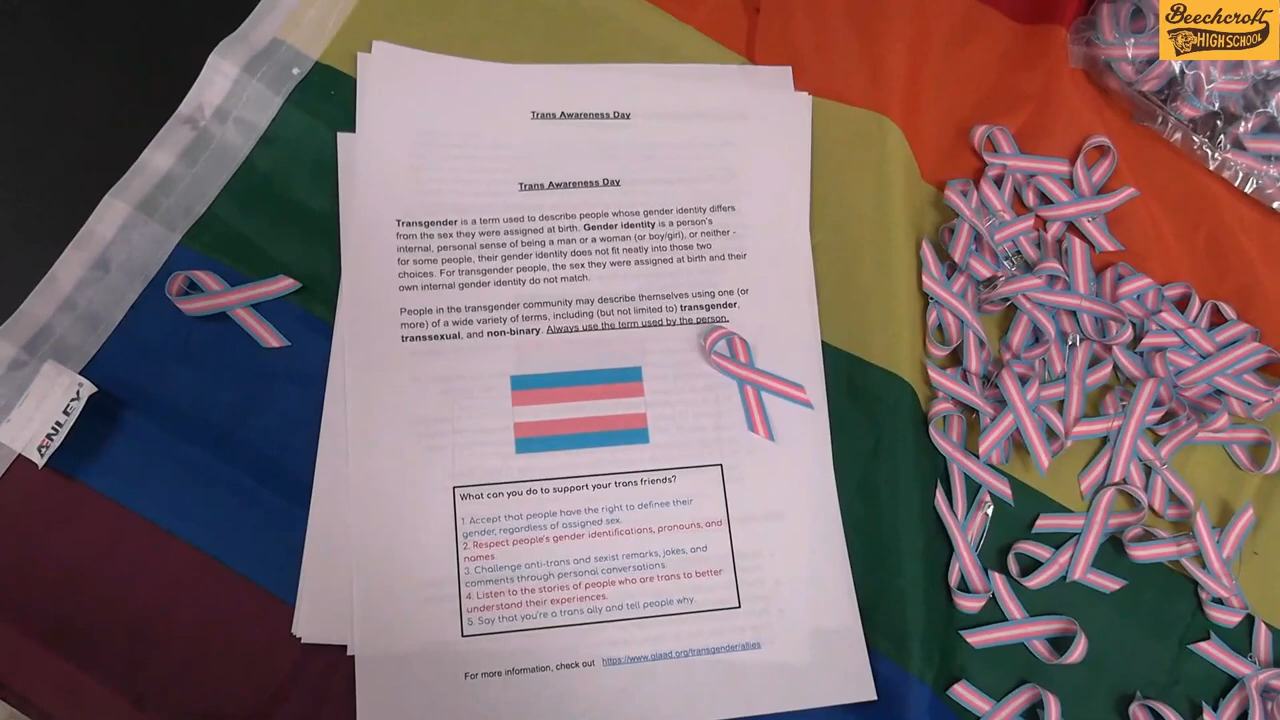 Beechcroft
HIGH SCHOOL
Trans Awareness Day
Trans Awareness Day
Transgender is a term used to describe people whose gender identity differs
from the sex they were assigned at birth. Gender identity is a person's
internal, personal sense of being a man or a woman (or boy/girl), or neither -
for some people, their gender identity does not fit neatly into those two
choices. For transgender people, the sex they were assigned at birth and their
own internal gender identity do not match.
People in the transgender community may describe themselves using one (or
more) of a wide variety of terms, including (but not limited to) transgender,
transsexual, and non-binary. Always use the term used by the person.
What can you do to support your trans friends?
1. Accept that people have the right to definee their
gender, regardless of assigned sex.
2. Respect people's gender identifications, pronouns, and
names.
3. Challenge anti-trans and sexist remarks, jokes, and
comments through personal conversations.
4. Listen to the stories of people who are trans to better
understand their experiences.
5. Say that you're a trans ally and tell people why.
For more information, check out https://www.glaad.org/transgender/allies
ANLEY®